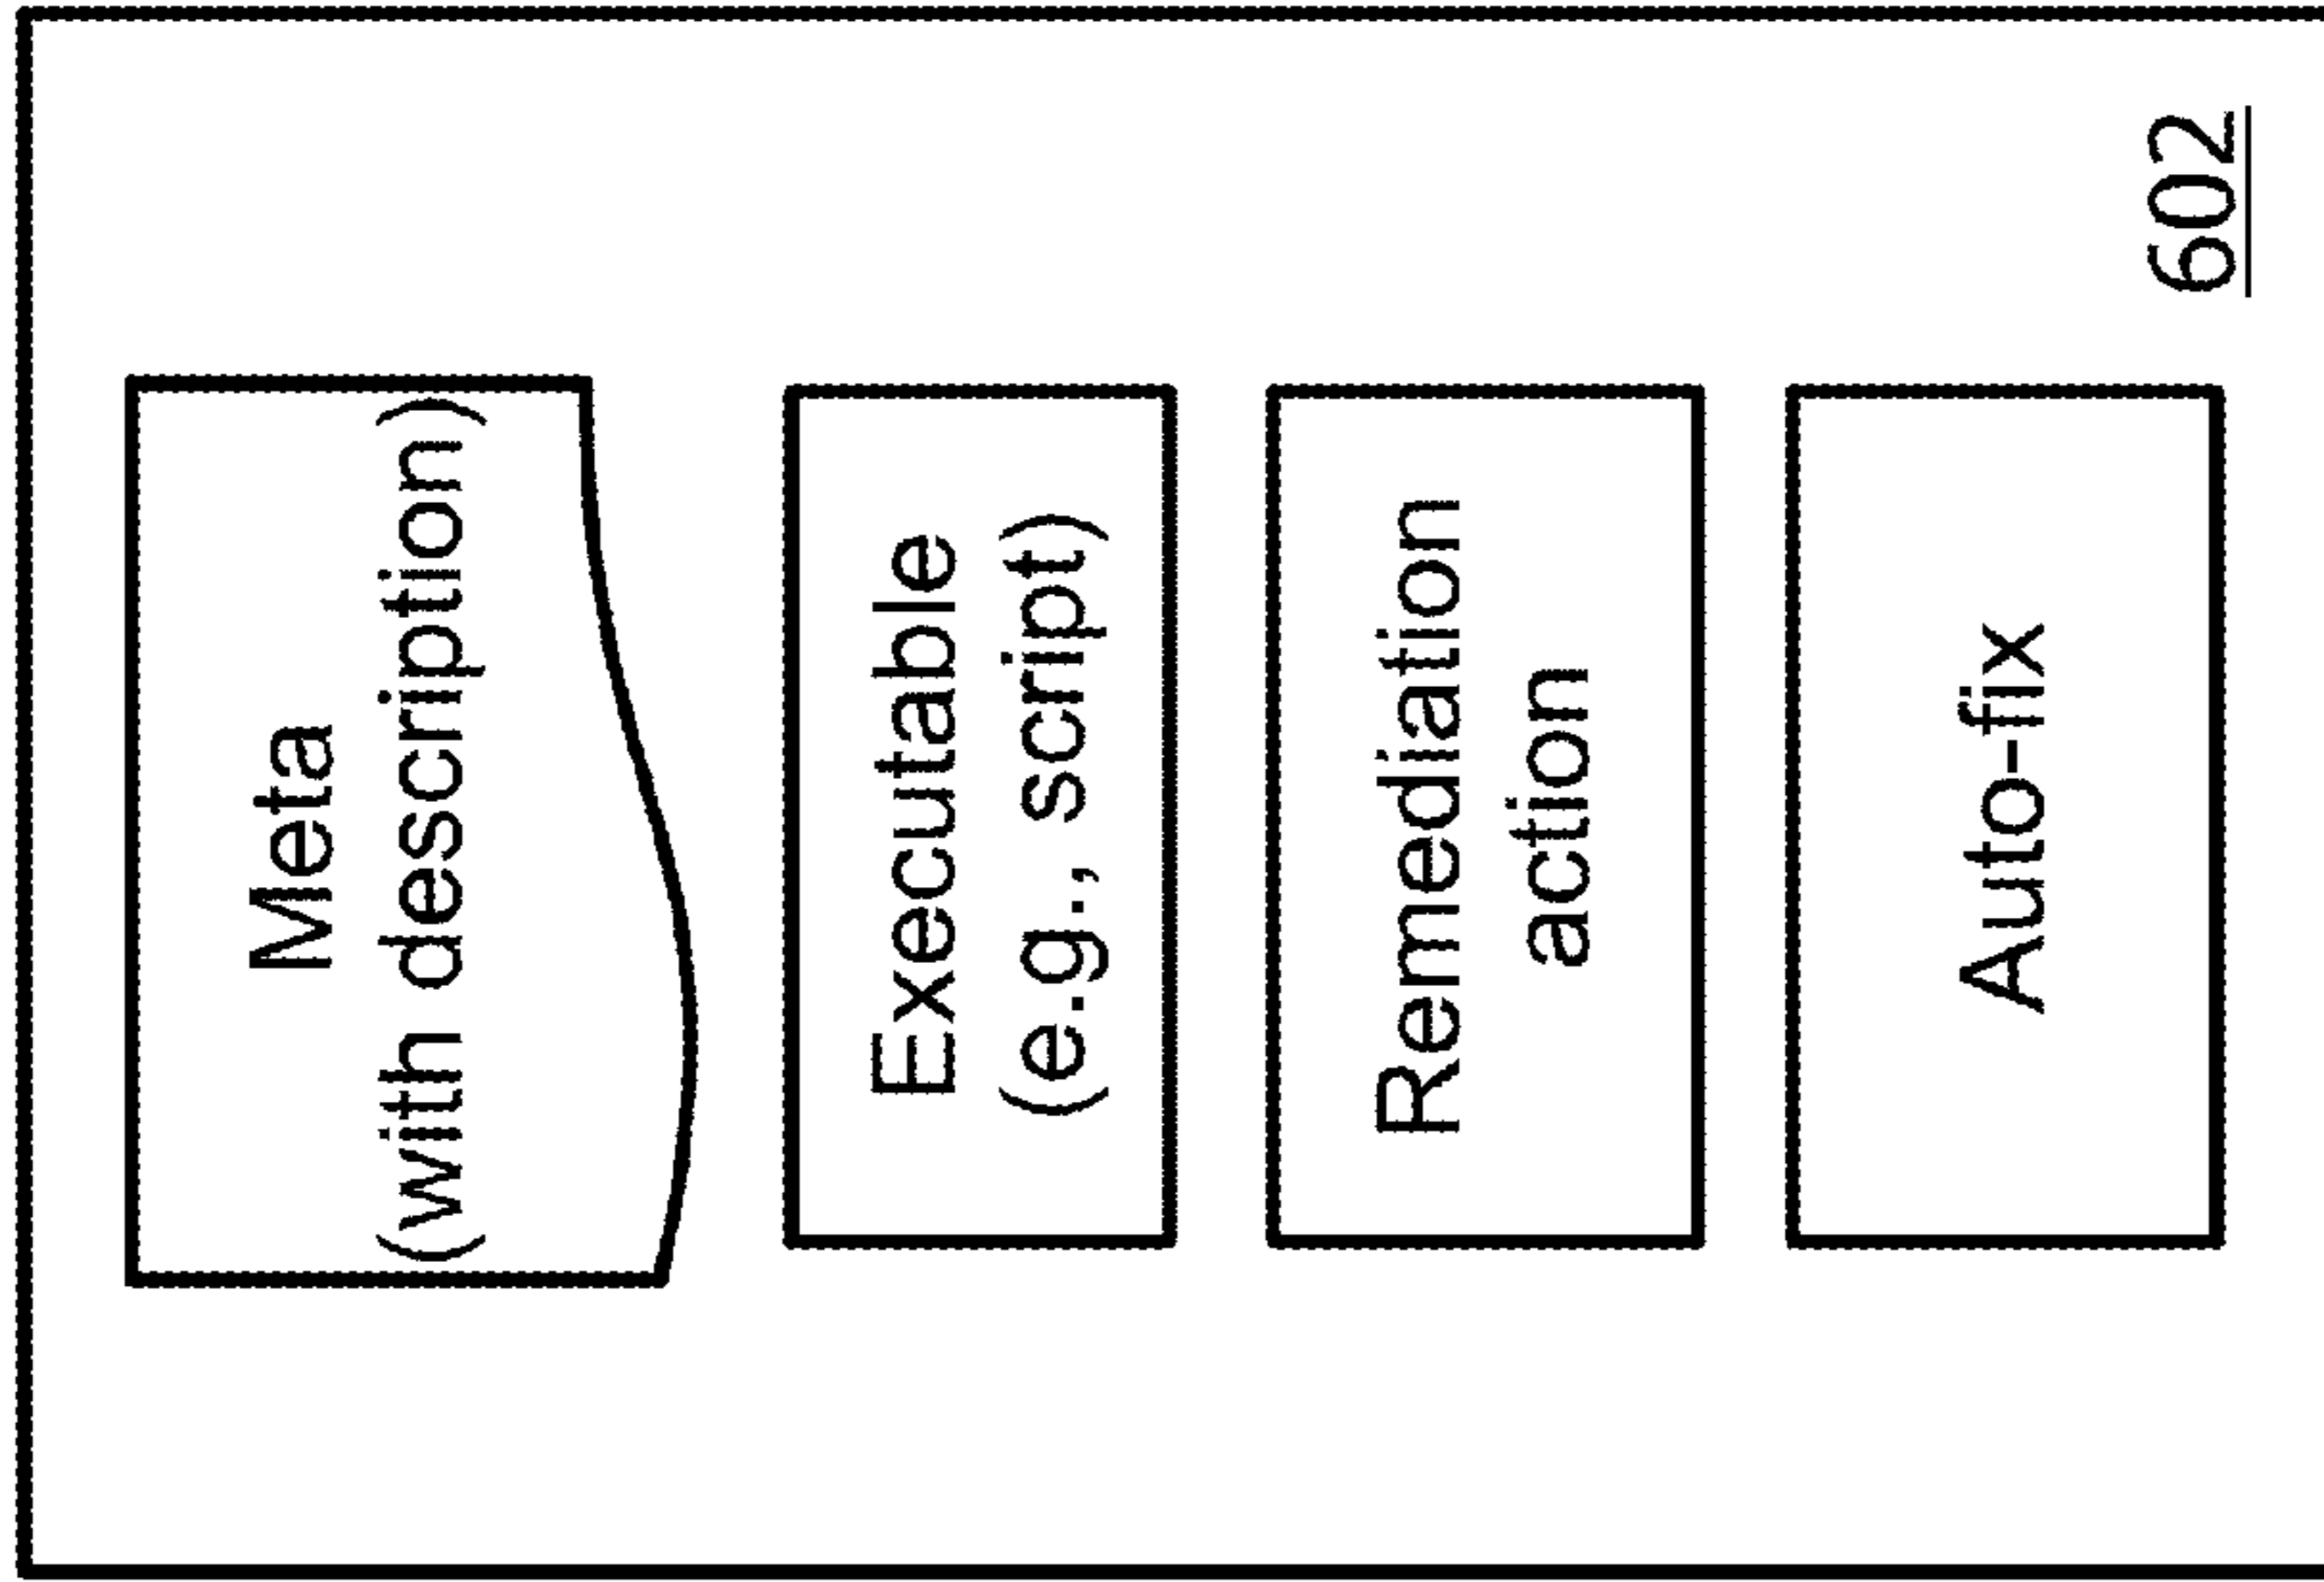 Meta
(with description)
Executable
(e.g., script)
Remediation
action
Auto-fix
602